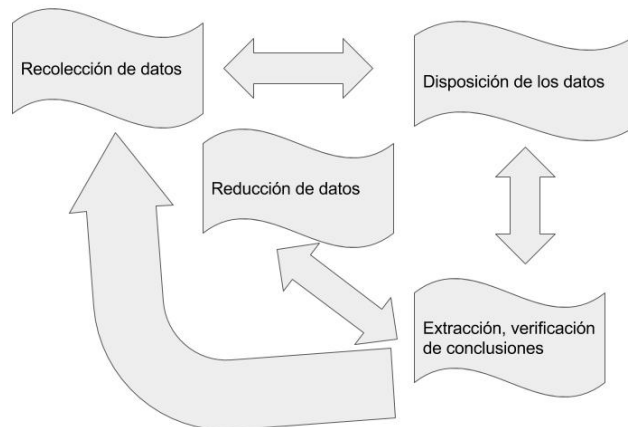 Recolección de datos
Disposición de los datos
Reducción de datos
Extracción, verificación
de conclusiones